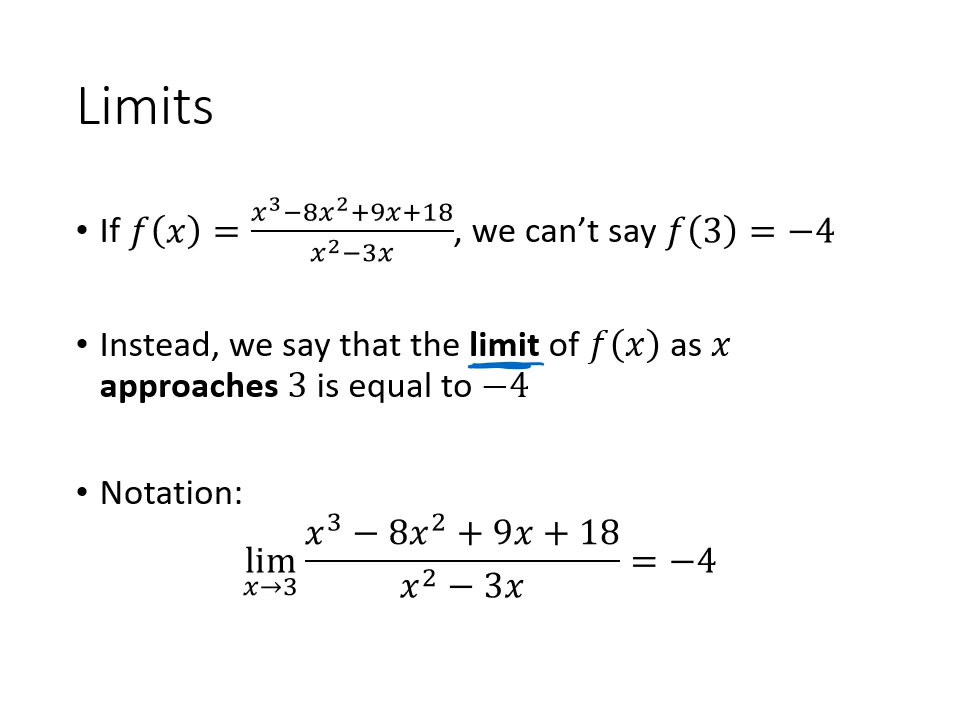 Limits
• If f(x) = (x³−8x²+9x+18)/(x²−3x), we can’t say f(3) = −4
• Instead, we say that the limit of f(x) as x
approaches 3 is equal to −4
• Notation:
lim x→3 (x³ − 8x² + 9x + 18)/(x² − 3x) = −4